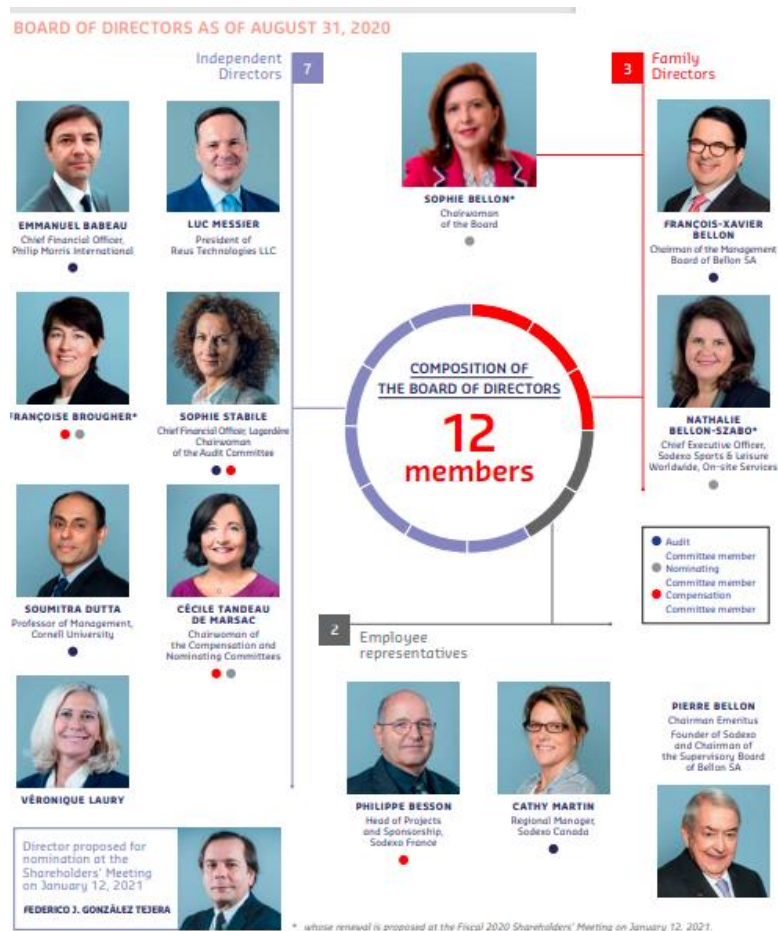 BOARD OF DIRECTORS AS OF AUGUST 31, 2020
Independent
Directors
7
3
Family
Directors
EMMANUEL BABEAU
Chief Financial Officer,
Philip Morris International
LUC MESSIER
President of
Reus Technologies LLC
SOPHIE BELLON*
Chairwoman
of the Board
FRANÇOIS-XAVIER
BELLON
Chairman of the Management
Board of Bellon SA
RANÇOISE BROUGHER*
SOPHIE STABILE
Chief Financial Officer, Lagardère
Chairwoman
of the Audit Committee
COMPOSITION OF
THE BOARD OF DIRECTORS
12
members
NATHALIE
BELLON-SZABO*
Chief Executive Officer,
Sodexo Sports & Leisure
Worldwide, On-site Services
SOUMITRA DUTTA
Professor of Management,
Cornell University
CÉCILE TANDEAU
DE MARSAC
Chairwoman of
the Compensation and
Nominating Committees
Audit
Committee member
Nominating
Committee member
Compensation
Committee member
2
Employee
representatives
VÉRONIQUE LAURY
PHILIPPE BESSON
Head of Projects
and Sponsorship,
Sodexo France
CATHY MARTIN
Regional Manager,
Sodexo Canada
PIERRE BELLON
Chairman Emeritus
Founder of Sodexo
and Chairman of
the Supervisory Board
of Bellon SA
Director proposed for
nomination at the
Shareholders' Meeting
on January 12, 2021
FEDERICO J. GONZÁLEZ TEJERA
* whose renewal is proposed at the Fiscal 2020 Shareholders' Meeting on January 12, 2021.